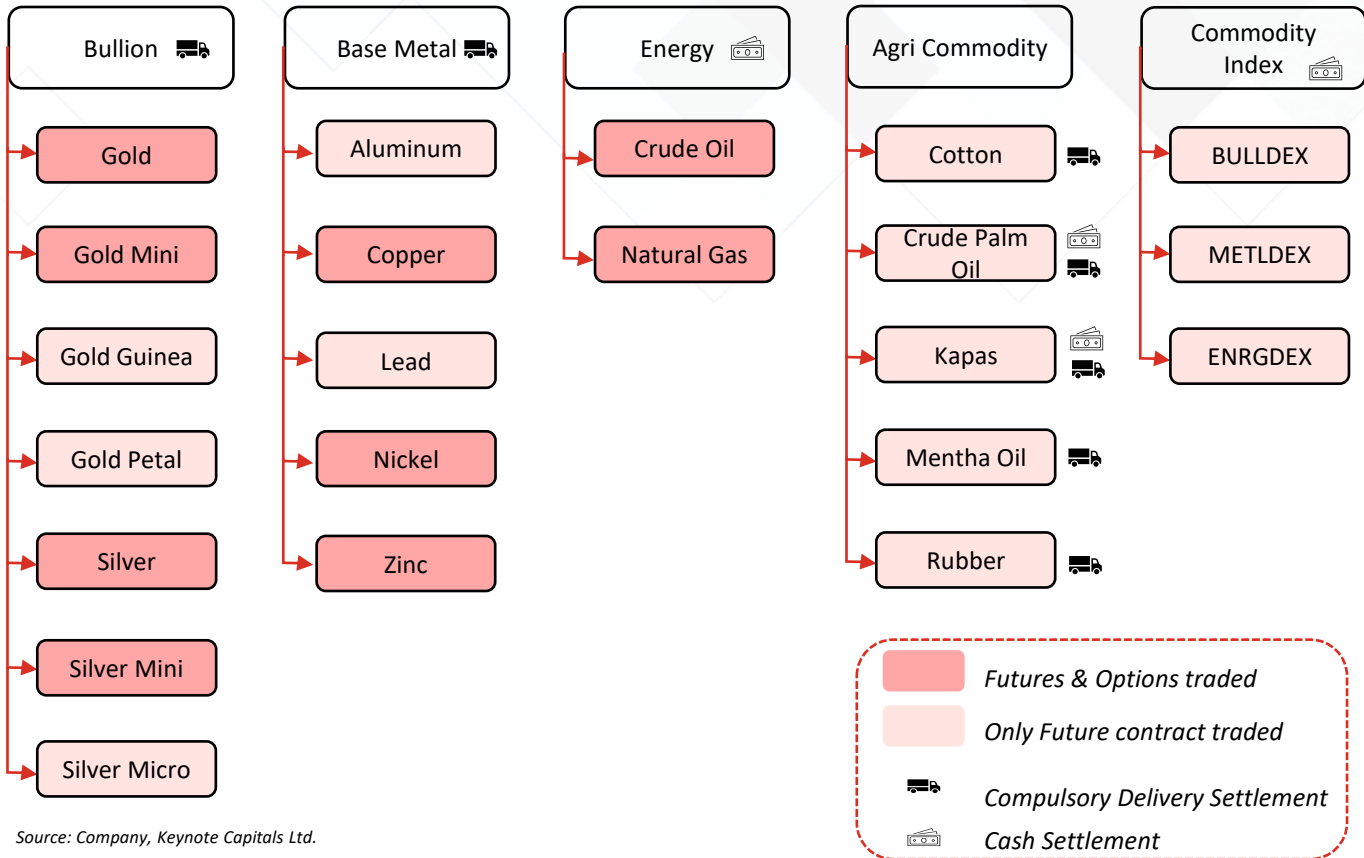 Bullion
Gold
Gold Mini
Gold Guinea
Gold Petal
Silver
Silver Mini
Silver Micro
Base Metal
Aluminum
Copper
Lead
Nickel
Zinc
Energy
Crude Oil
Natural Gas
Agri Commodity
Cotton
Crude Palm
Oil
Kapas
Mentha Oil
Rubber
Commodity
Index
BULLDEX
METLDEX
ENRGDEX
Futures & Options traded
Only Future contract traded
Compulsory Delivery Settlement
Cash Settlement
Source: Company, Keynote Capitals Ltd.